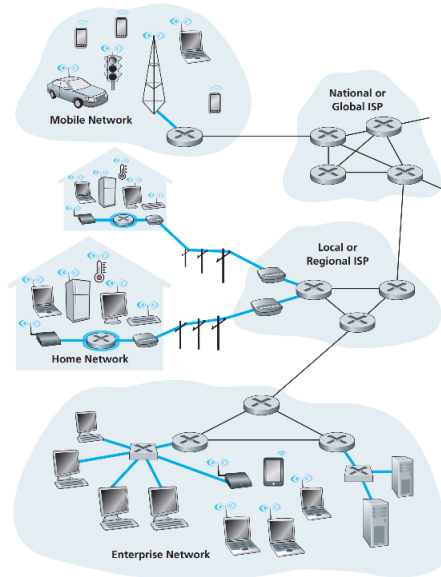 Mobile Network
National or
Global ISP
Local or
Regional ISP
Home Network
Enterprise Network